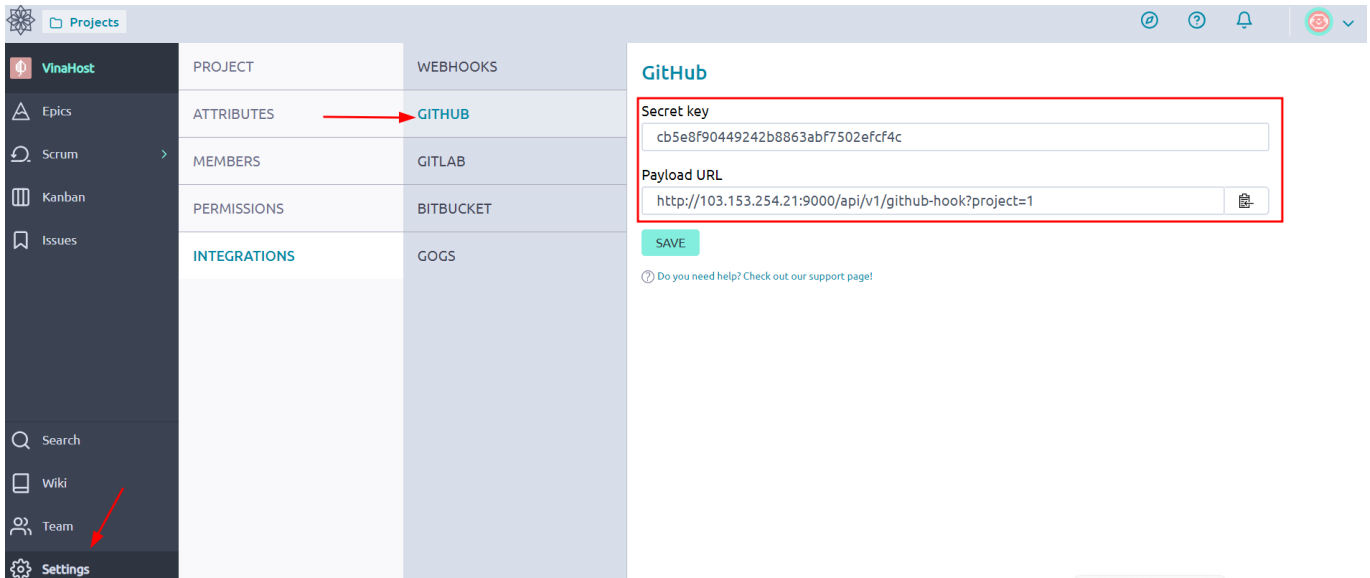 Projects
VinaHost
Epics
Scrum
Kanban
Issues
Search
Wiki
Team
Settings
PROJECT
ATTRIBUTES
MEMBERS
PERMISSIONS
INTEGRATIONS
WEBHOOKS
GITHUB
GITLAB
BITBUCKET
GOGS
GitHub
Secret key
cb5e8f90449242b8863abf7502efcf4c
Payload URL
http://103.153.254.21:9000/api/v1/github-hook?project=1
SAVE
Do you need help? Check out our support page!